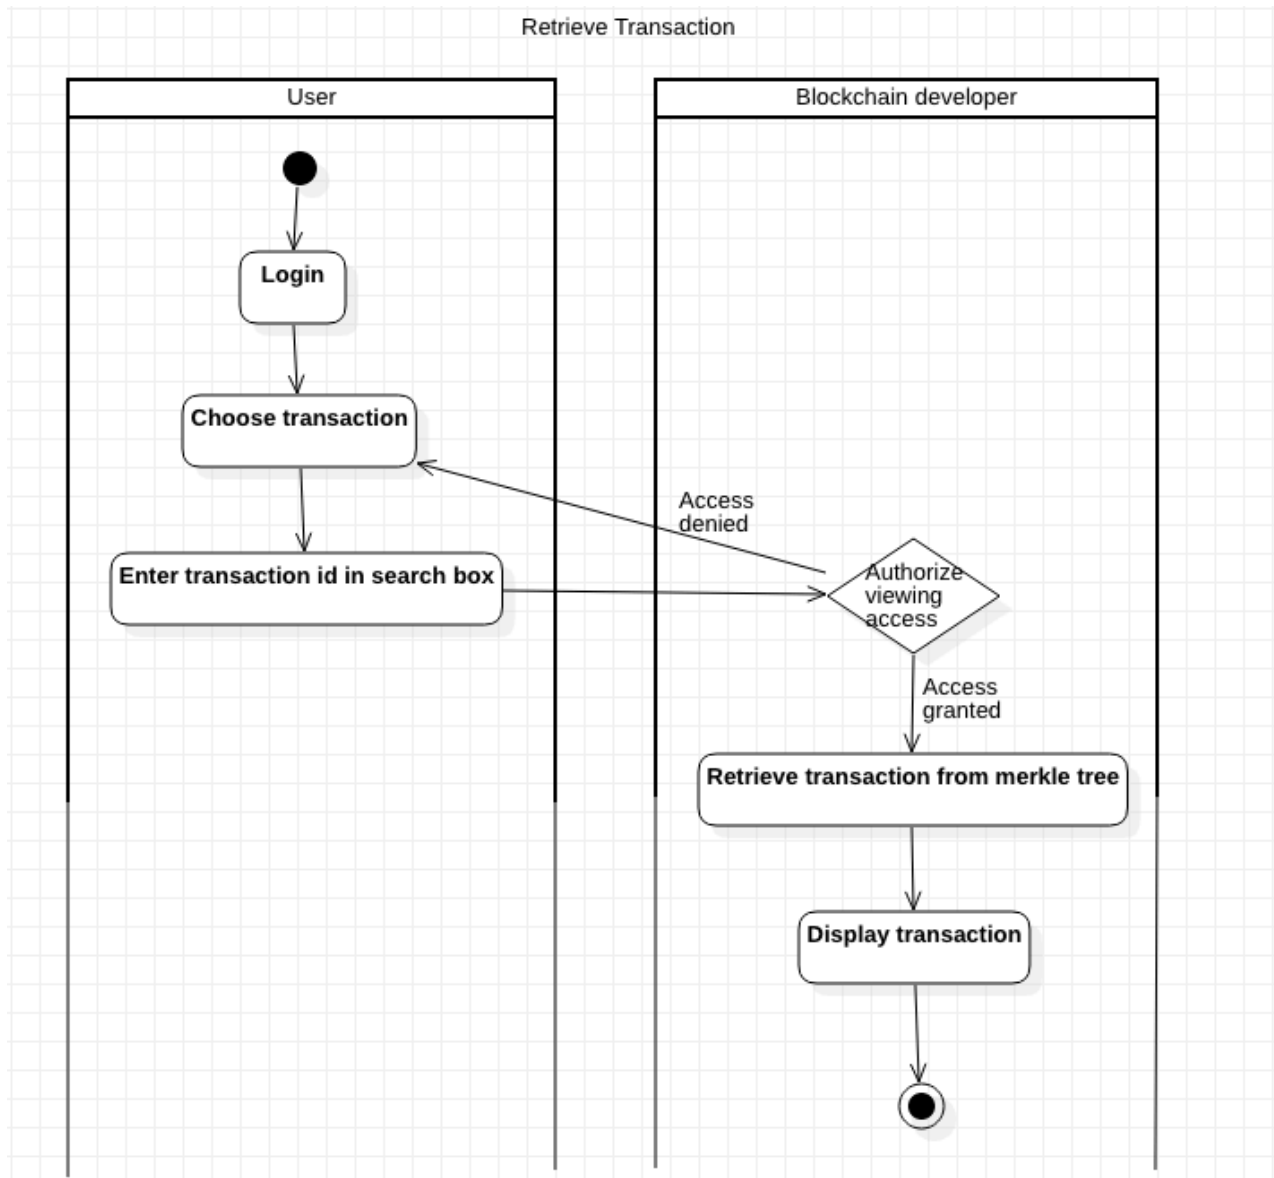 Retrieve Transaction
User
Blockchain developer
Login
Choose transaction
Access
denied
Enter transaction id in search box
Authorize
viewing
access
Access
granted
Retrieve transaction from merkle tree
Display transaction